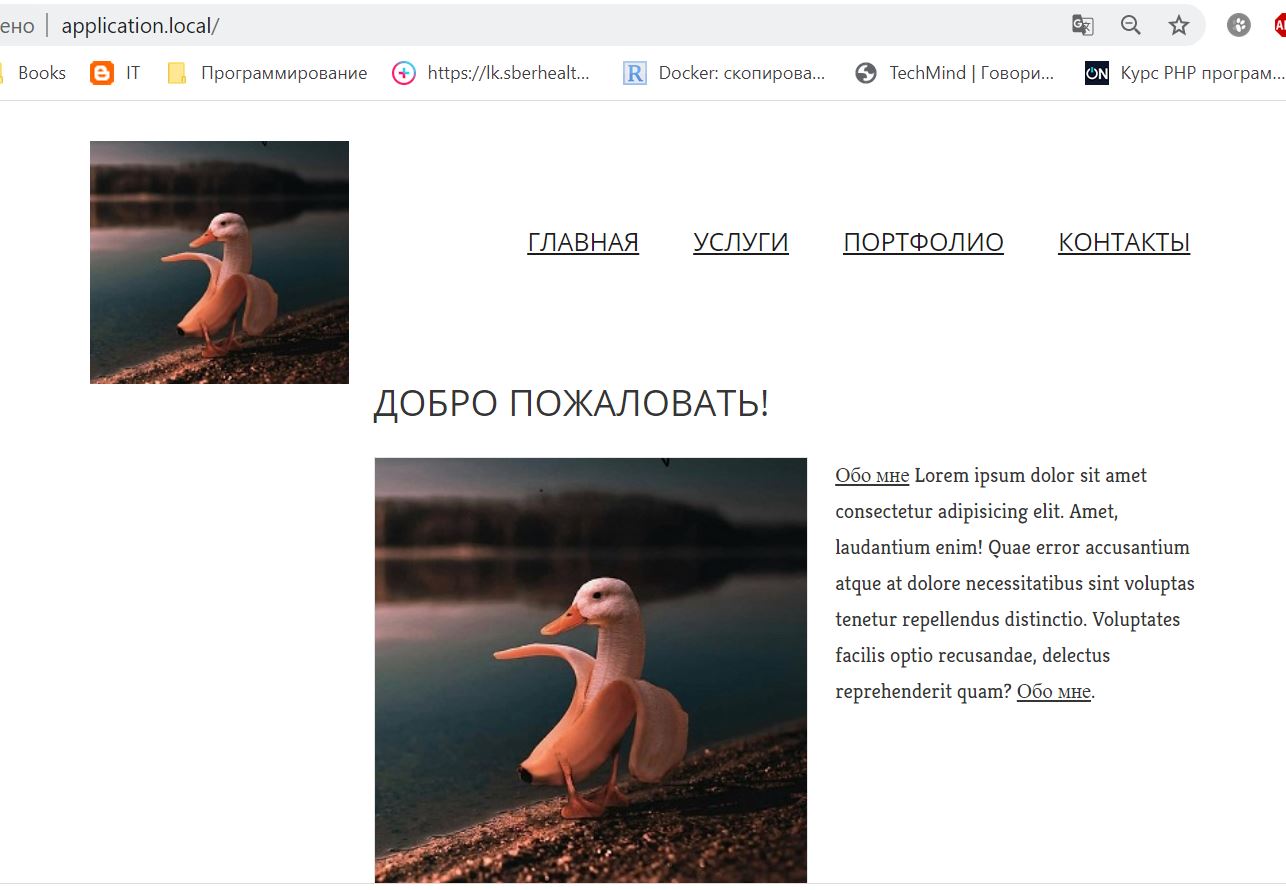 ено | application.local/
Books IT Программирование https://lk.sberhealt... Docker: скопирова... TechMind | Говори... Курс PHP програм...
ГЛАВНАЯ УСЛУГИ ПОРТФОЛИО КОНТАКТЫ
ДОБРО ПОЖАЛОВАТЬ!
Обо мне Lorem ipsum dolor sit amet
consectetur adipisicing elit. Amet,
laudantium enim! Quae error accusantium
atque at dolore necessitatibus sint voluptas
tenetur repellendus distinctio. Voluptates
facilis optio recusandae, delectus
reprehenderit quam? Обо мне.